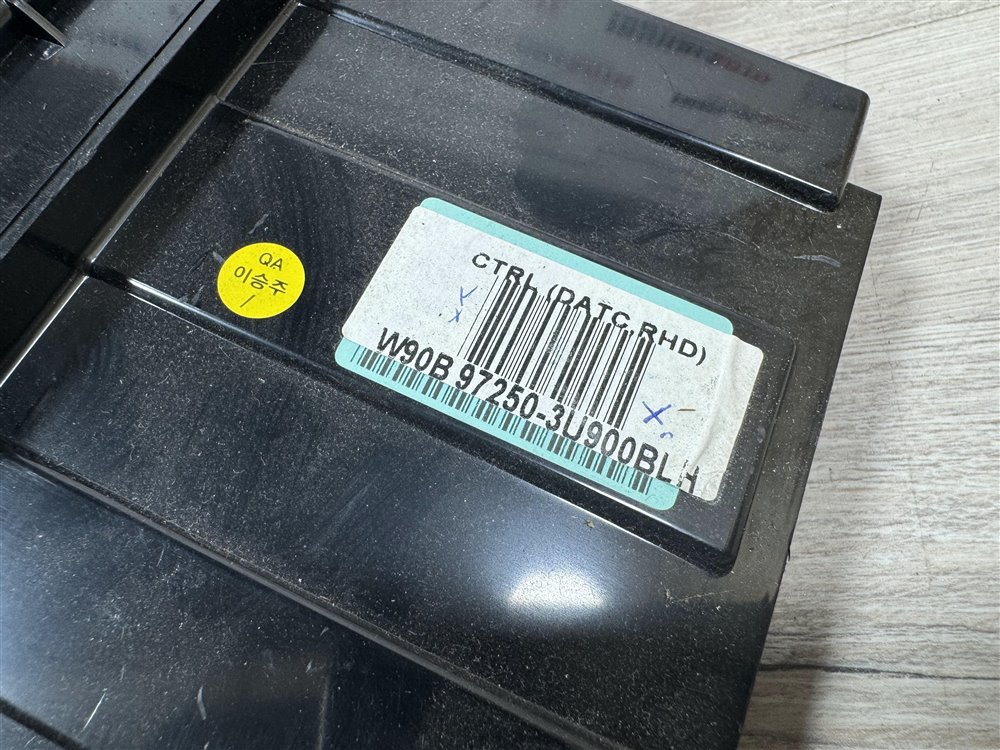 QA
이승주
/
CTRL (DATC RHD)
W90B 97250-3U900BLH